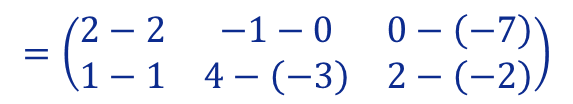 = (2 − 2   −1 − 0   0 − (−7)
1 − 1   4 − (−3)   2 − (−2))